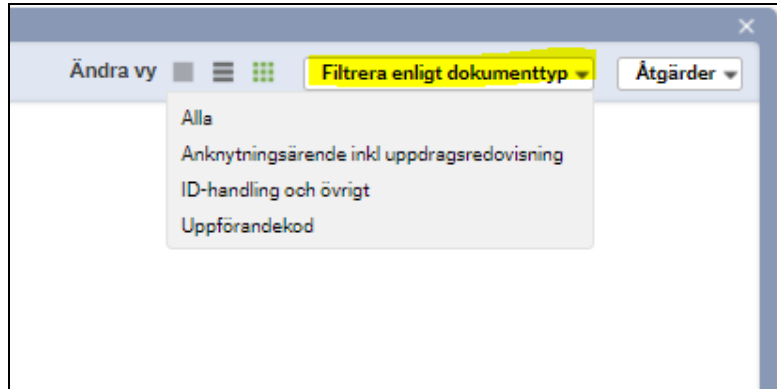 Ändra vy
Filtrera enligt dokumenttyp
Åtgärder
Alla
Anknytningsärende inkl uppdragsredovisning
ID-handling och övrigt
Uppförandekod